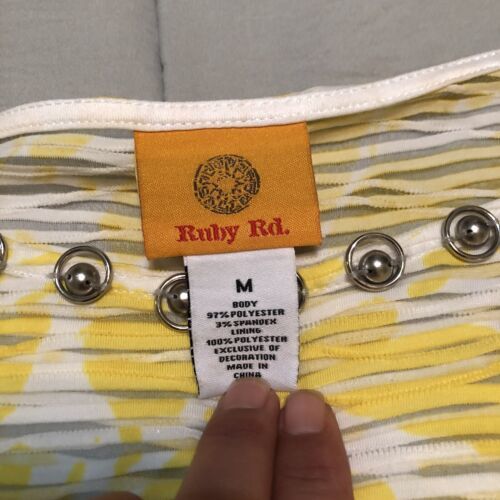 Ruby Rd.
M
BODY
97% POLYESTER
3% SPANDEX
LINING
100% POLYESTER
EXCLUSIVE OF
DECORATION
MADE IN
CHINA